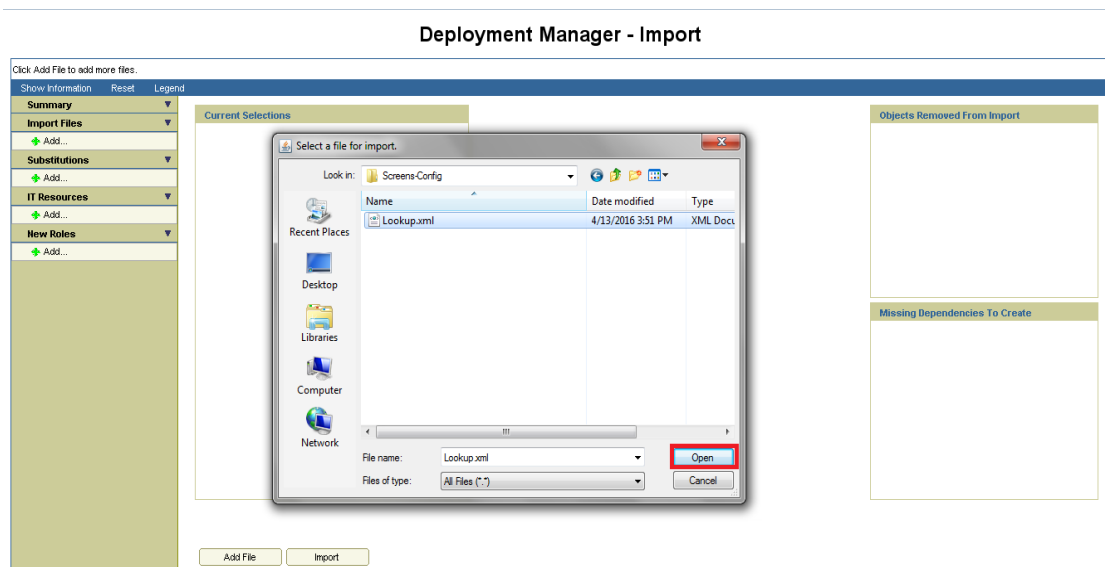 Deployment Manager - Import
Click Add File to add more files.
Show Information Reset Legend
Summary
Import Files
Add...
Substitutions
Add...
IT Resources
Add...
New Roles
Add...
Current Selections
Objects Removed From Import
Missing Dependencies To Create
Select a file for import.
Look in: Screens-Config
Recent Places
Desktop
Libraries
Computer
Network
Name Date modified Type
Lookup.xml 4/13/2016 3:51 PM XML Docu
File name: Lookup.xml Open
Files of type: All Files (*.*) Cancel
Add File Import